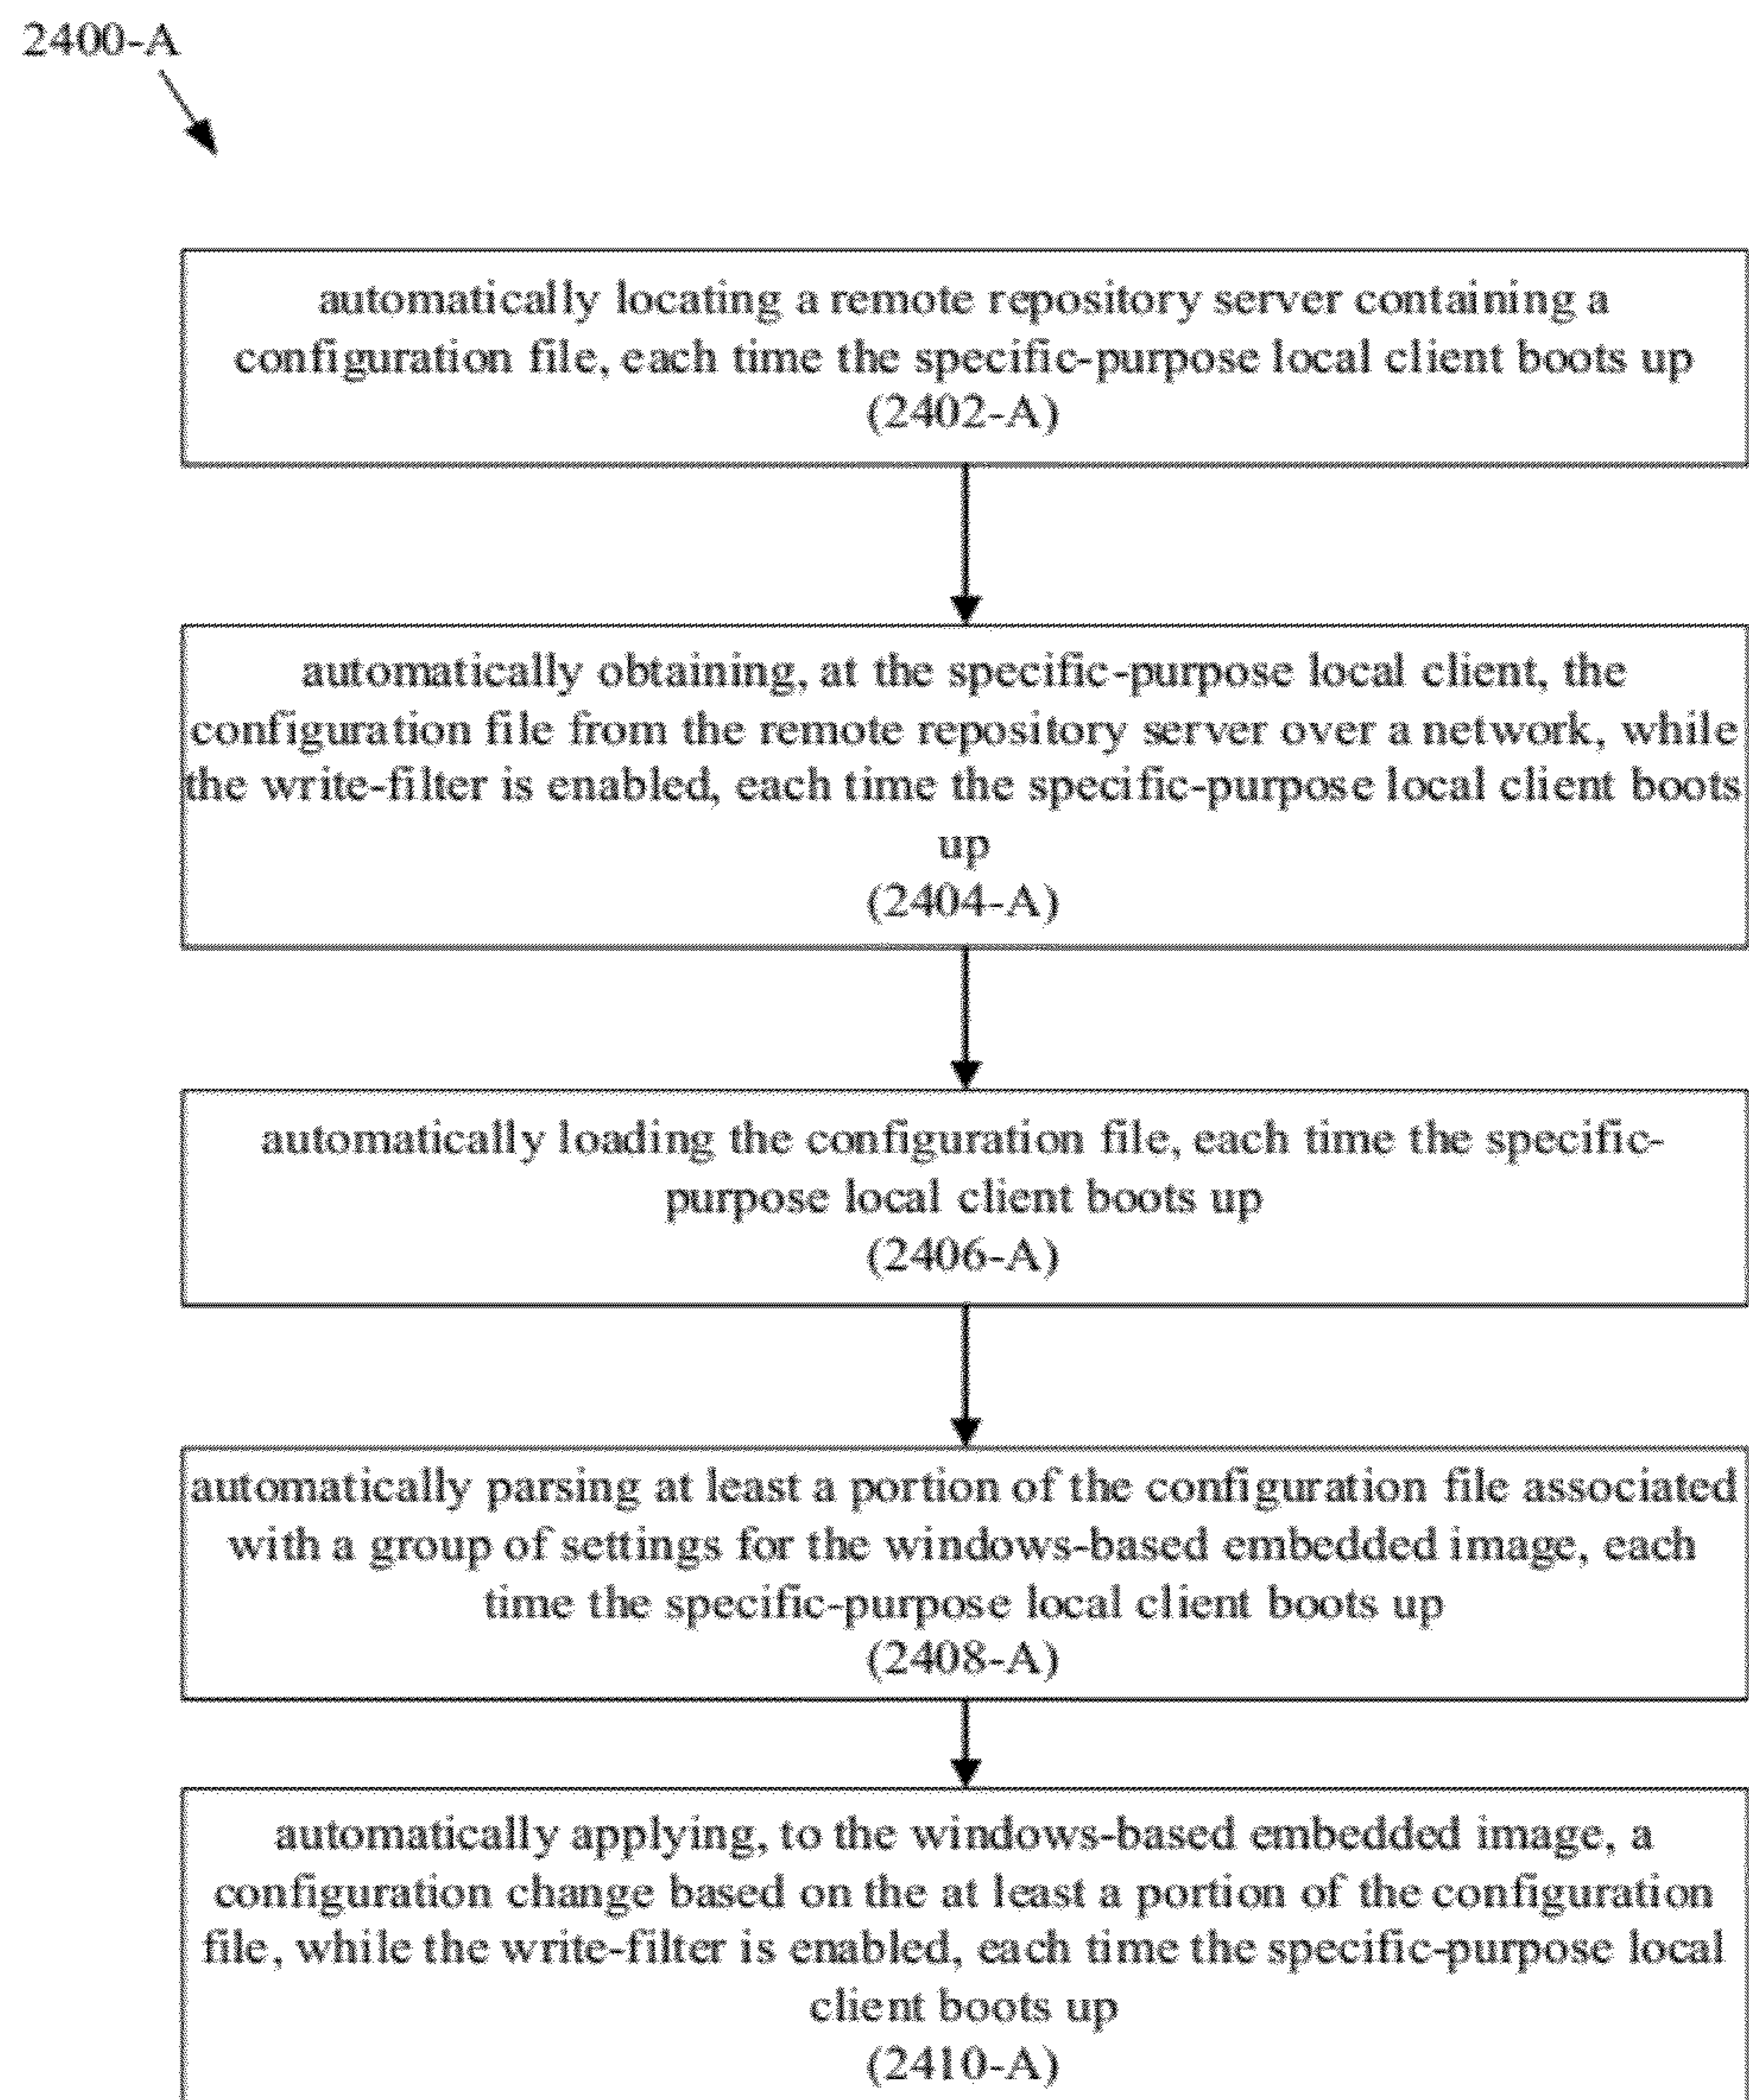 2400-A
automatically locating a remote repository server containing a
configuration file, each time the specific-purpose local client boots up
(2402-A)
automatically obtaining, at the specific-purpose local client, the
configuration file from the remote repository server over a network, while
the write-filter is enabled, each time the specific-purpose local client boots
up
(2404-A)
automatically loading the configuration file, each time the specific-
purpose local client boots up
(2406-A)
automatically parsing at least a portion of the configuration file associated
with a group of settings for the windows-based embedded image, each
time the specific-purpose local client boots up
(2408-A)
automatically applying, to the windows-based embedded image, a
configuration change based on the at least a portion of the configuration
file, while the write-filter is enabled, each time the specific-purpose local
client boots up
(2410-A)